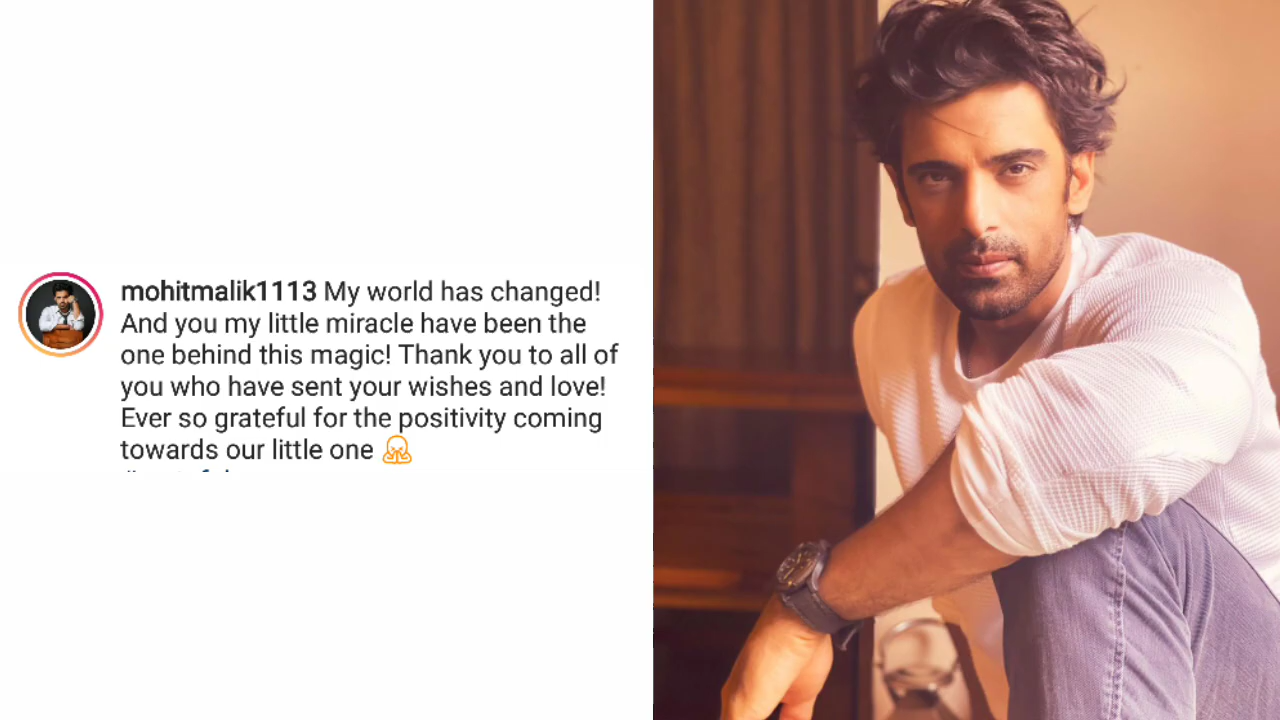 mohitmalik1113 My world has changed!
And you my little miracle have been the
one behind this magic! Thank you to all of
you who have sent your wishes and love!
Ever so grateful for the positivity coming
towards our little one